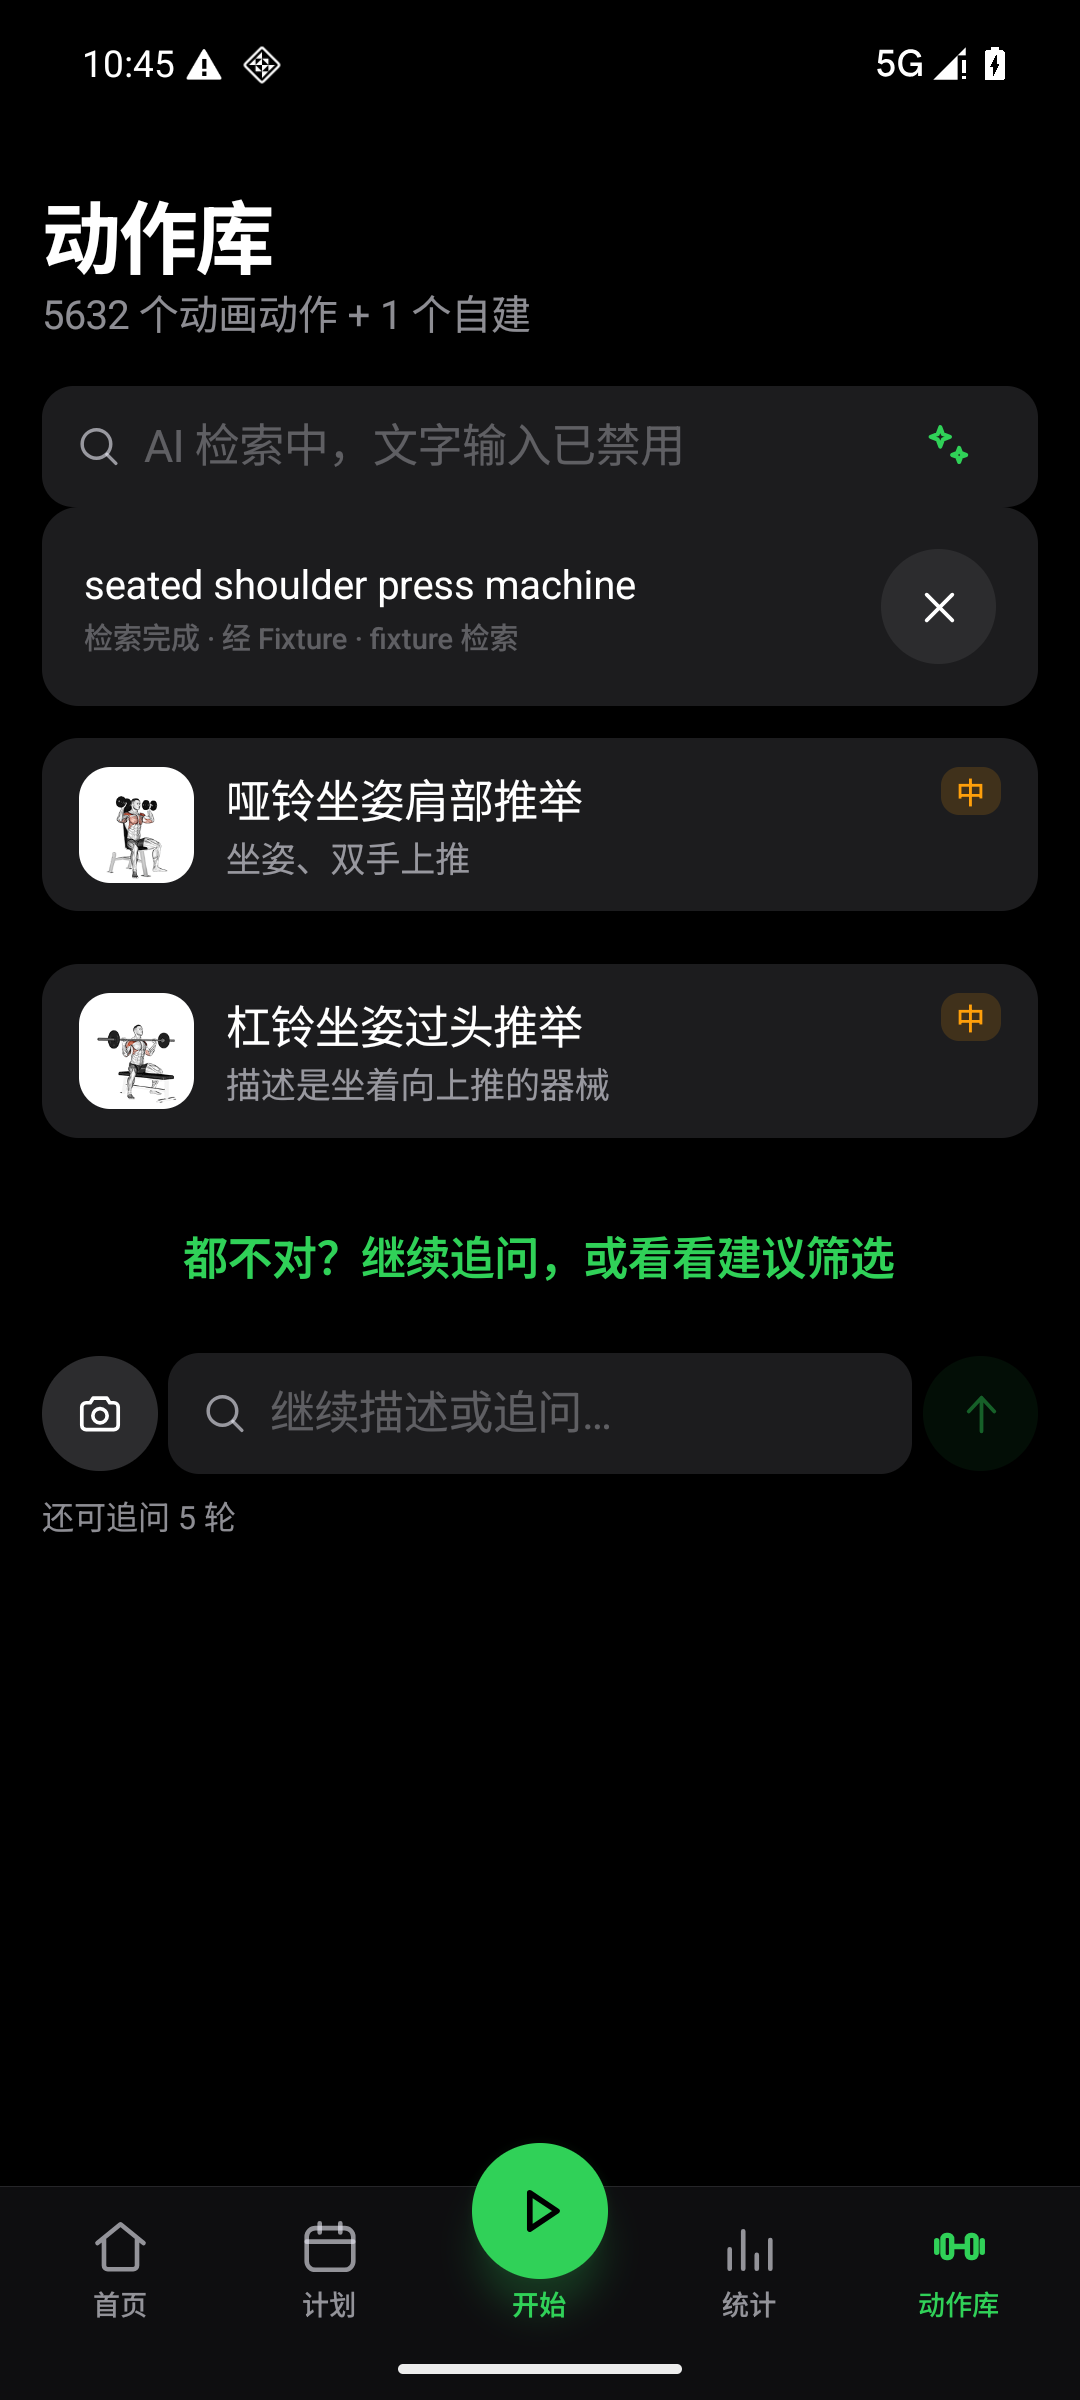 10:45
5G
动作库
5632 个动画动作 + 1 个自建
AI 检索中，文字输入已禁用
seated shoulder press machine
检索完成 · 经 Fixture · fixture 检索
哑铃坐姿肩部推举
中
坐姿、双手上推
杠铃坐姿过头推举
中
描述是坐着向上推的器械
都不对？继续追问，或看看建议筛选
继续描述或追问...
还可追问 5 轮
首页
计划
开始
统计
动作库